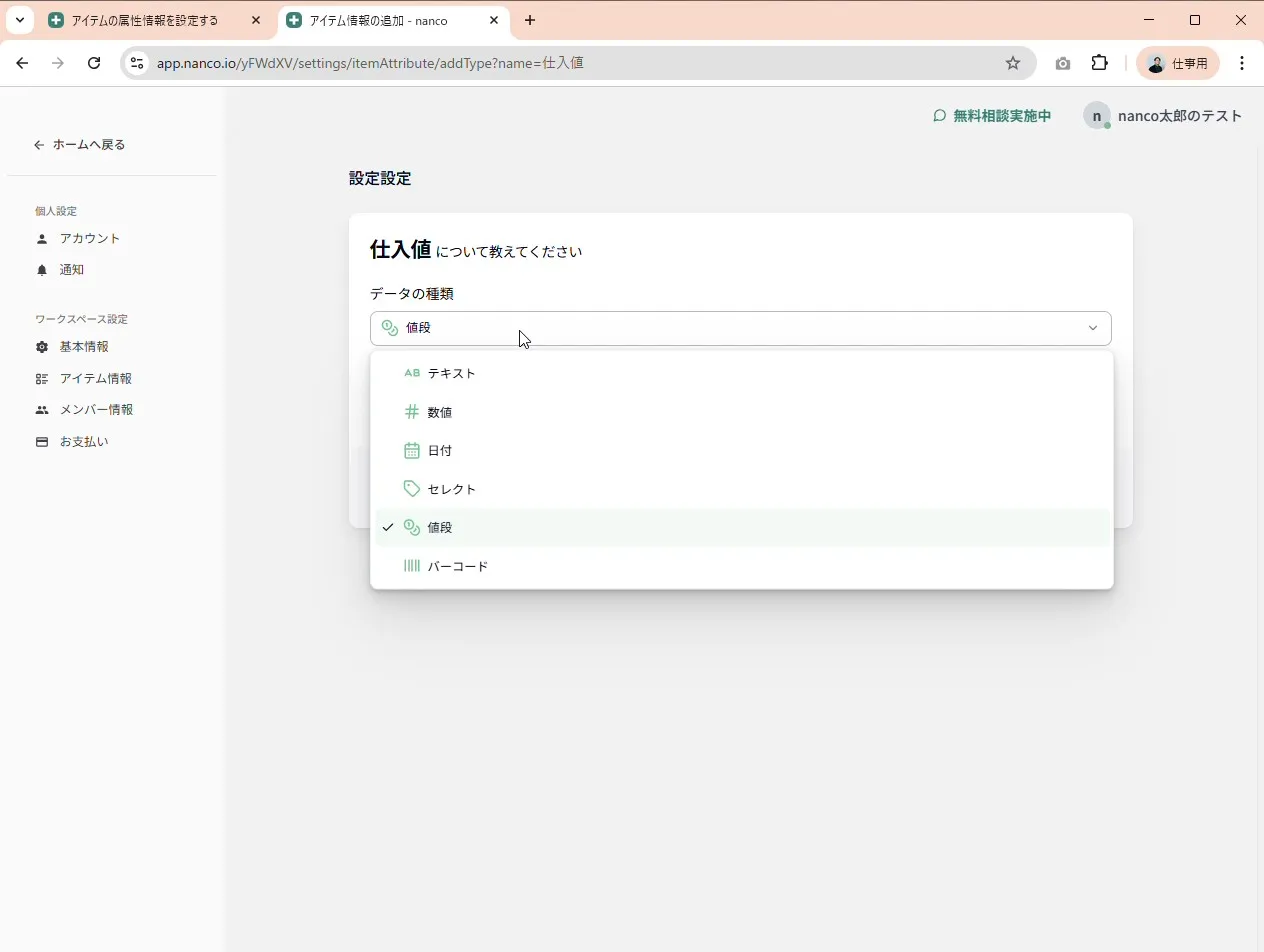 アイテムの属性情報を設定する
アイテム情報の追加 - nanco
app.nanco.io/yFWdXV/settings/itemAttribute/addType?name=仕入値
仕事用
ホームへ戻る
無料相談実施中
n
nanco太郎のテスト
個人設定
アカウント
通知
ワークスペース設定
基本情報
アイテム情報
メンバー情報
お支払い
設定設定
仕入値 について教えてください
データの種類
値段
AB テキスト
数値
日付
セレクト
値段
バーコード